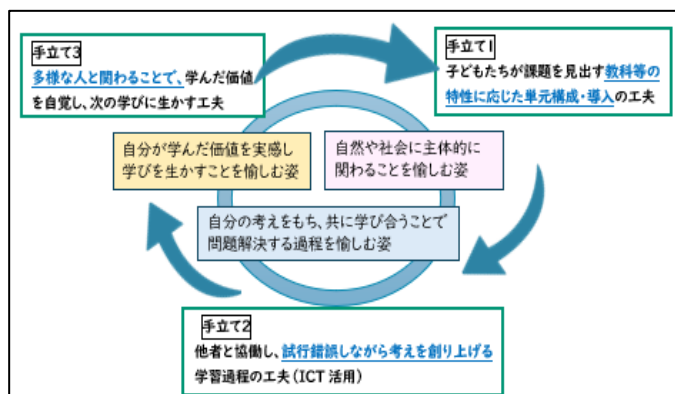 手立て3
多様な人と関わることで、学んだ価値
を自覚し、次の学びに生かす工夫
手立て1
子どもたちが課題を見出す教科等の
特性に応じた単元構成・導入の工夫
自分が学んだ価値を実感し
学びを生かすことを愉しむ姿
自然や社会に主体的に
関わることを愉しむ姿
自分の考えをもち、共に学び合うことで
問題解決する過程を愉しむ姿
手立て2
他者と協働し、試行錯誤しながら考えを創り上げる
学習過程の工夫(ICT 活用)